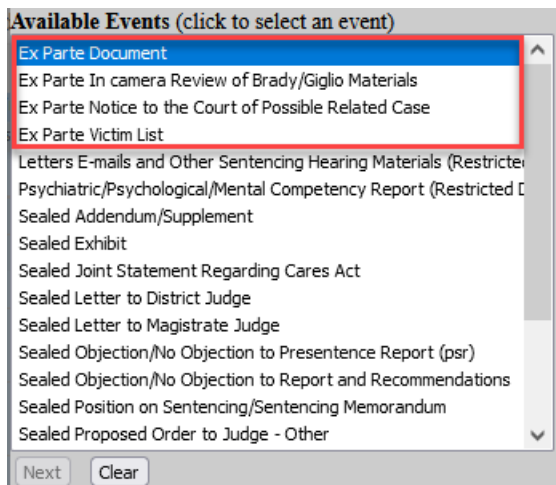 Available Events (click to select an event)
Ex Parte Document
Ex Parte In camera Review of Brady/Giglio Materials
Ex Parte Notice to the Court of Possible Related Case
Ex Parte Victim List
Letters E-mails and Other Sentencing Hearing Materials (Restricte
Psychiatric/Psychological/Mental Competency Report (Restricted D
Sealed Addendum/Supplement
Sealed Exhibit
Sealed Joint Statement Regarding Cares Act
Sealed Letter to District Judge
Sealed Letter to Magistrate Judge
Sealed Objection/No Objection to Presentence Report (psr)
Sealed Objection/No Objection to Report and Recommendations
Sealed Position on Sentencing/Sentencing Memorandum
Sealed Proposed Order to Judge - Other
Next Clear